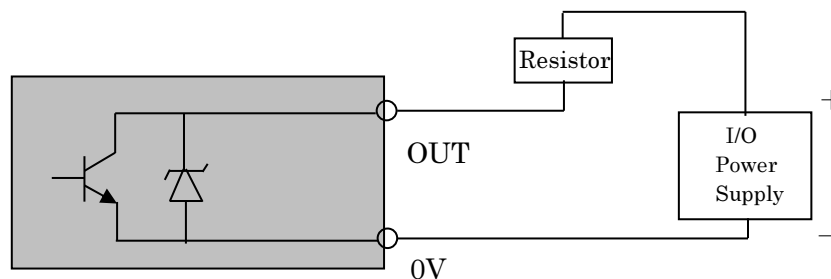 Resistor
+
I/O
Power
Supply
OUT
−
0V